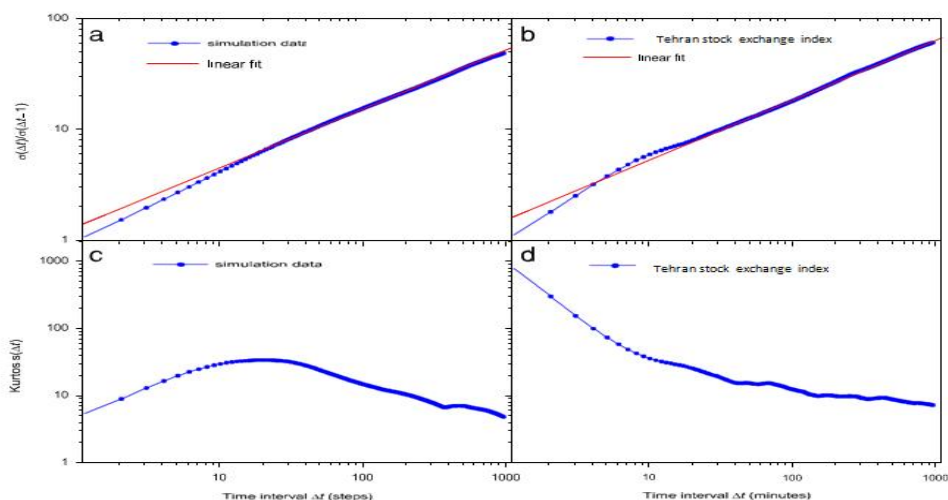 a
simulation data
linear fit
b
Tehran stock exchange index
linear fit
100
10
1
σ(Δt)/σ(Δt-1)
c
simulation data
d
Tehran stock exchange index
1000
100
10
1
Kurtosis(Δt)
10 100 1000 10 100 1000
Time interval Δt (steps)
Time interval Δt (minutes)